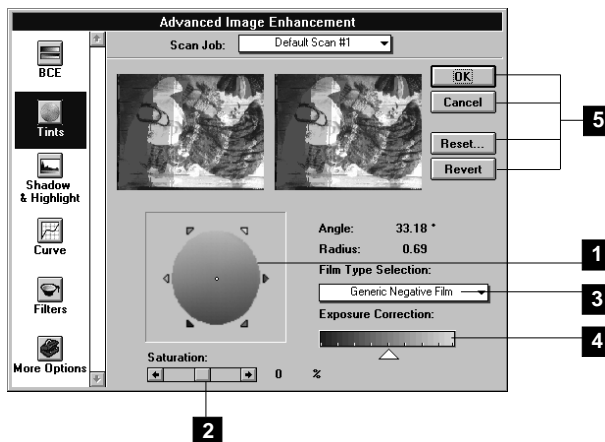 Advanced Image Enhancement
Scan Job: Default Scan #1
BCE
Tints
Shadow
& Highlight
Curve
Filters
More Options
OK
Cancel
Reset...
Revert
5
Angle: 33.18 °
Radius: 0.69
1
Film Type Selection:
Generic Negative Film
3
Exposure Correction:
4
Saturation:
0 %
2